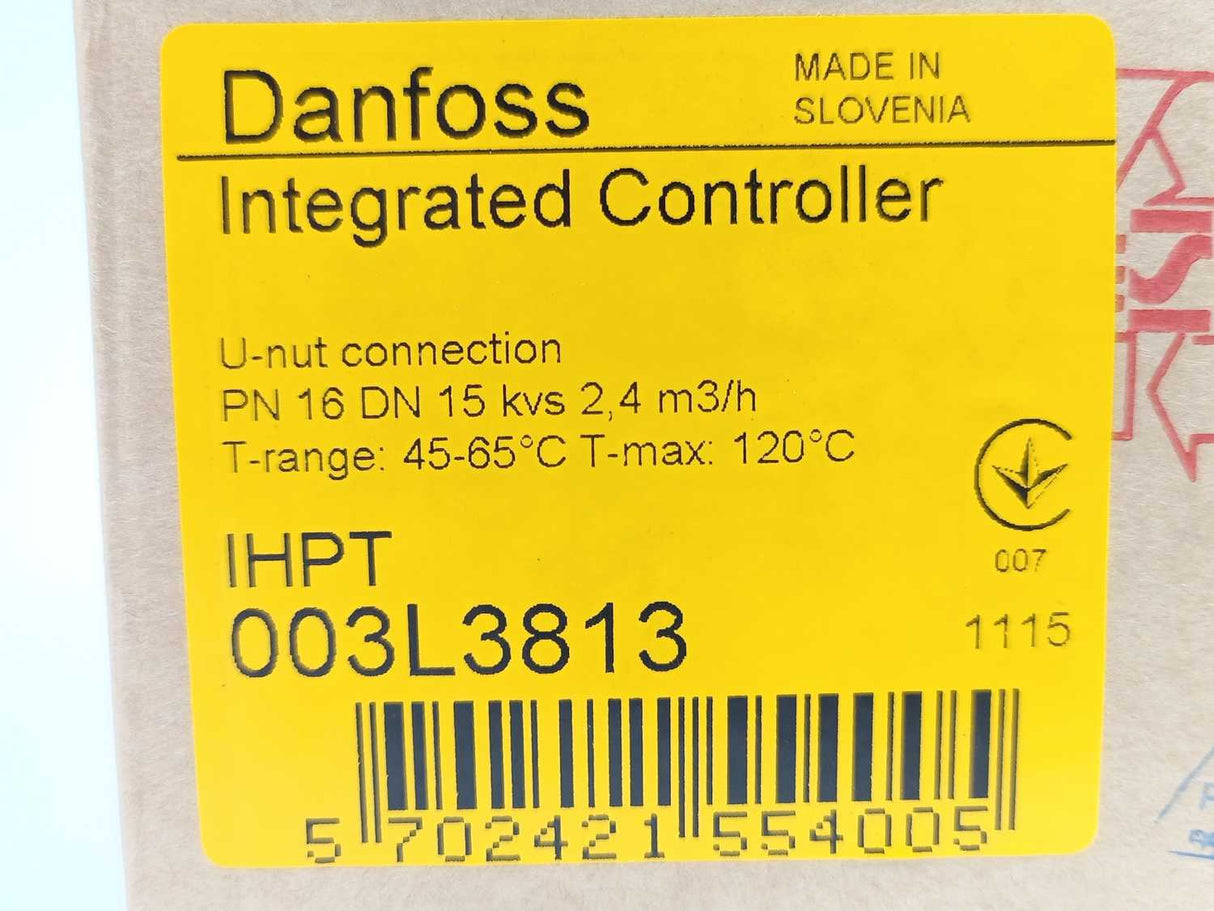 Danfoss
MADE IN
SLOVENIA
Integrated Controller
U-nut connection
PN 16 DN 15 kvs 2,4 m3/h
T-range: 45-65°C T-max: 120°C
007
IHPT
003L3813
1115
5 702421 554005